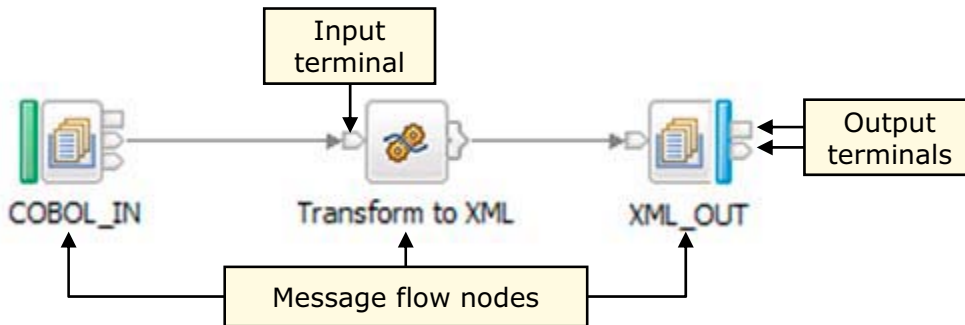 Input
terminal
Output
terminals
COBOL_IN
Transform to XML
XML_OUT
Message flow nodes